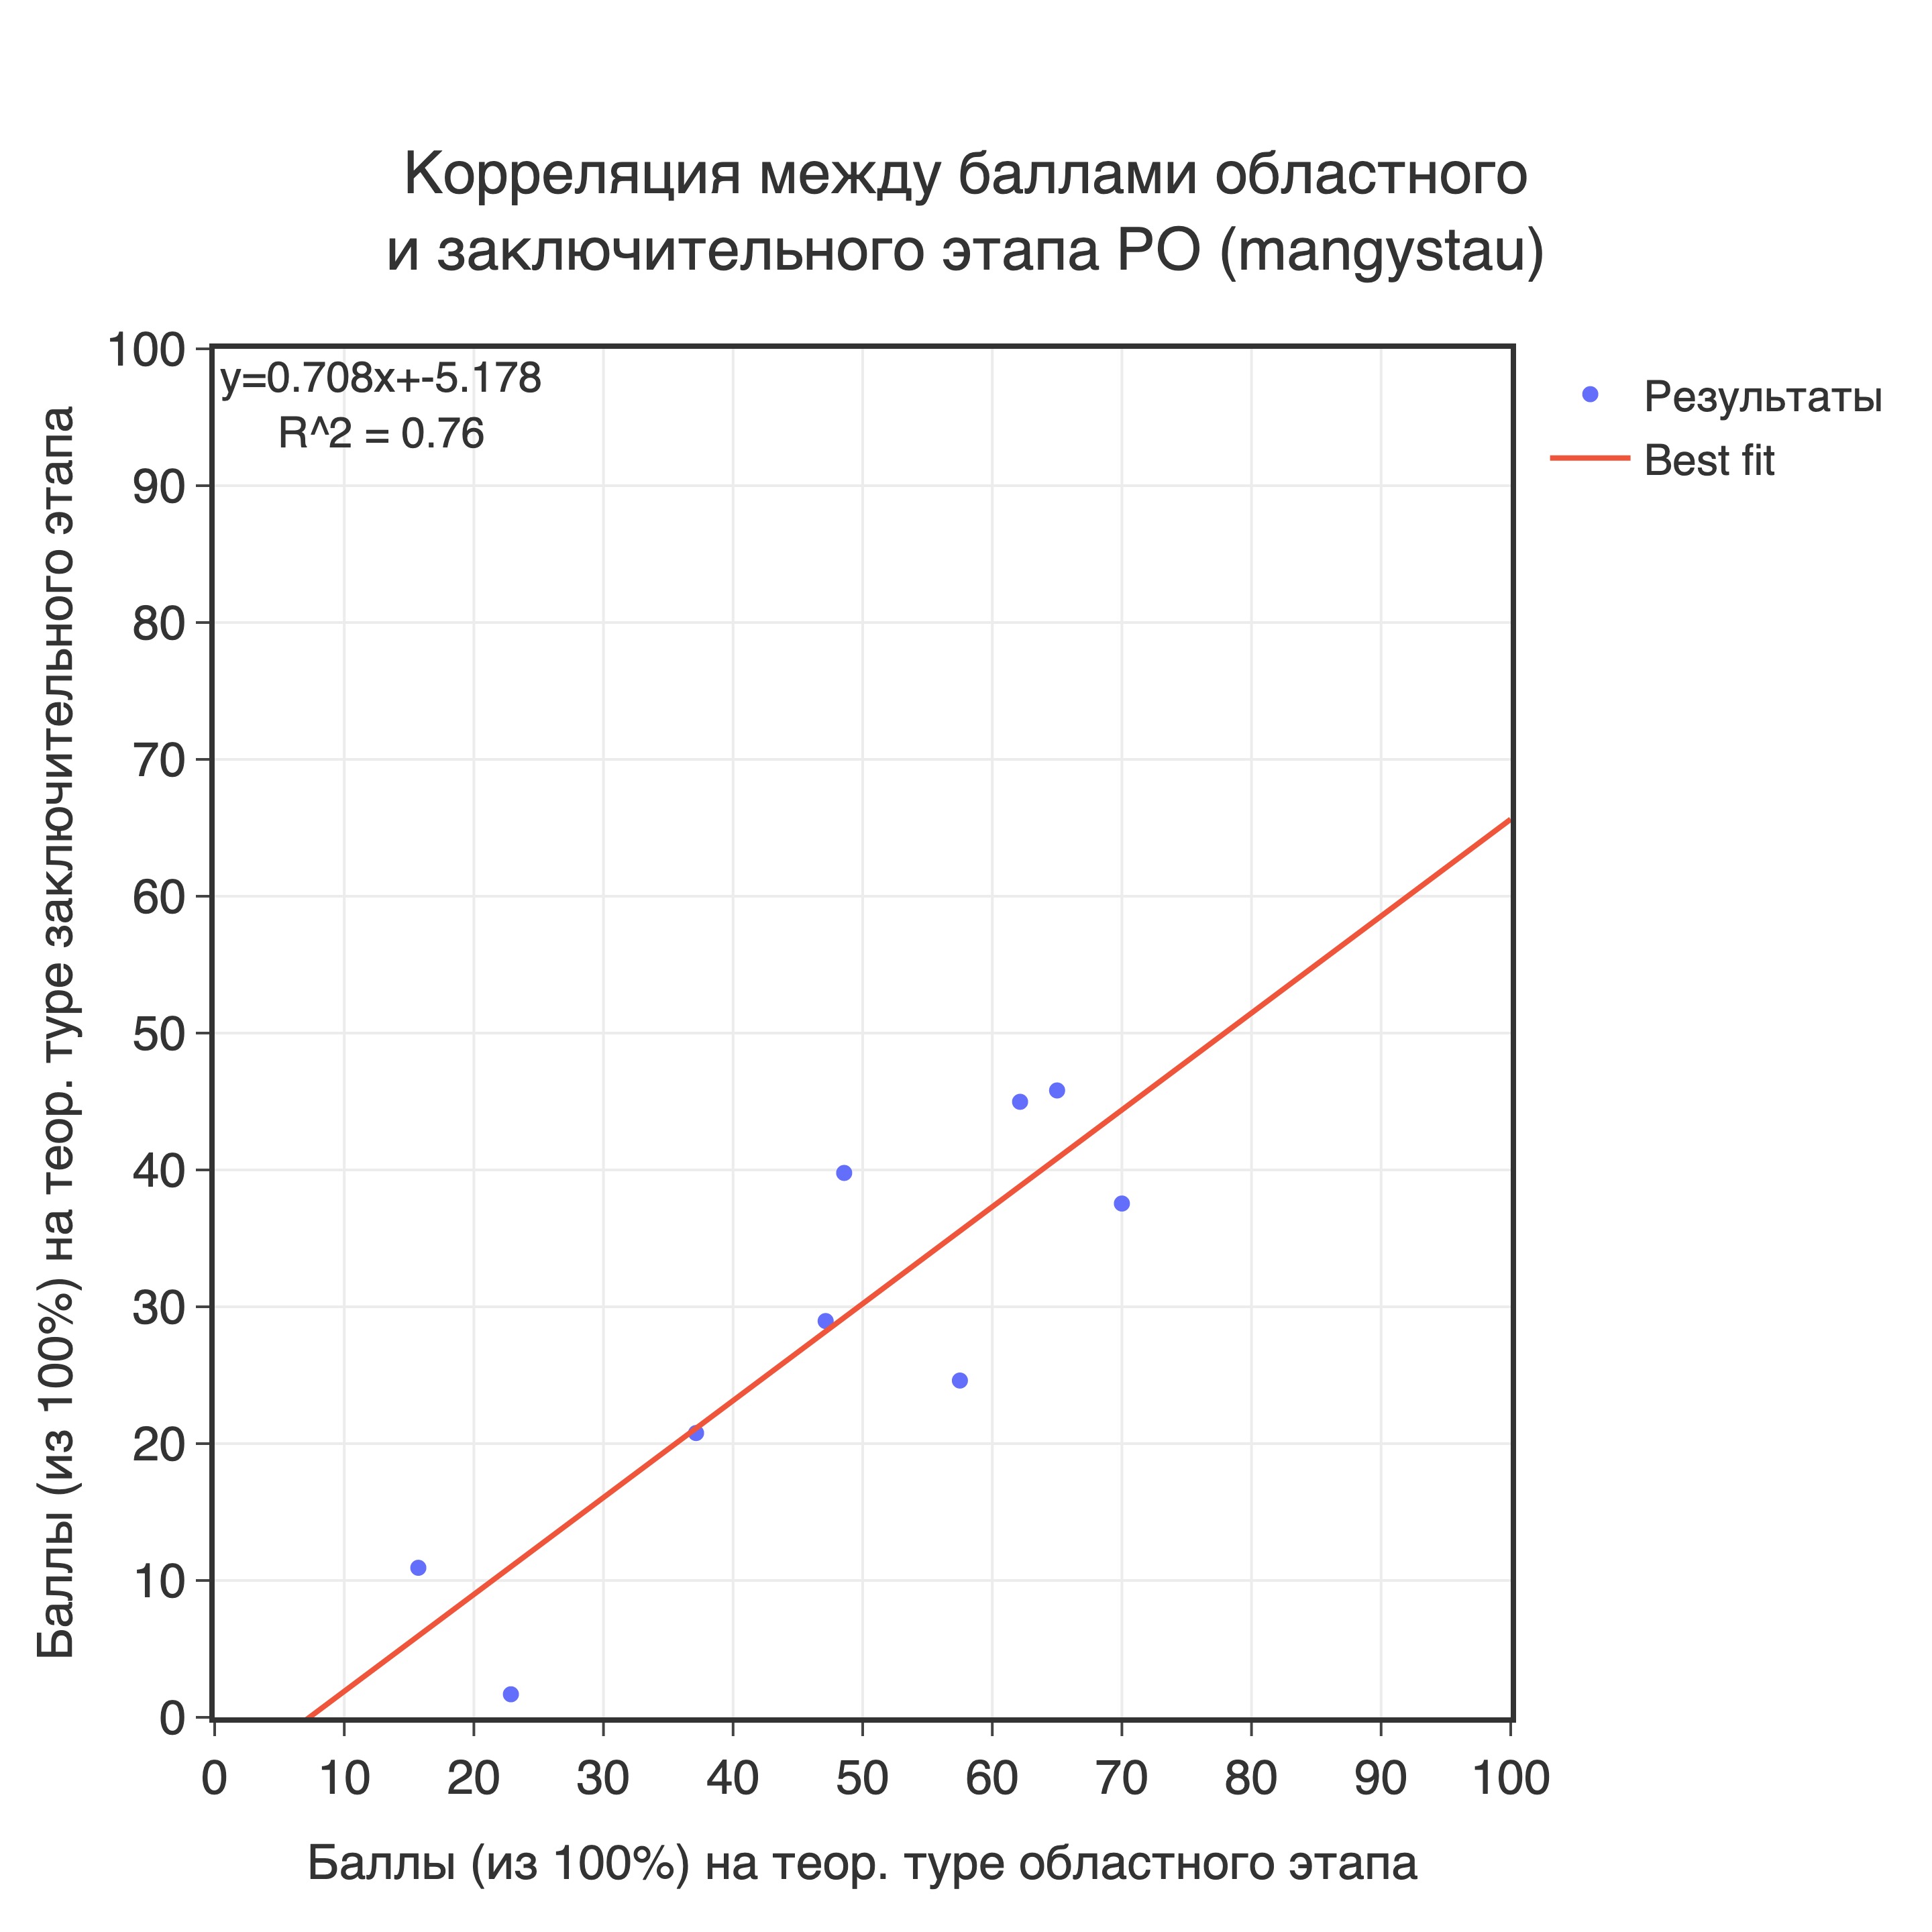 Корреляция между баллами областного
и заключительного этапа РО (mangystau)
y=0.708x+-5.178
R^2 = 0.76
Результаты
Best fit
Баллы (из 100%) на теор. туре заключительного этапа
100
90
80
70
60
50
40
30
20
10
0
0 10 20 30 40 50 60 70 80 90 100
Баллы (из 100%) на теор. туре областного этапа